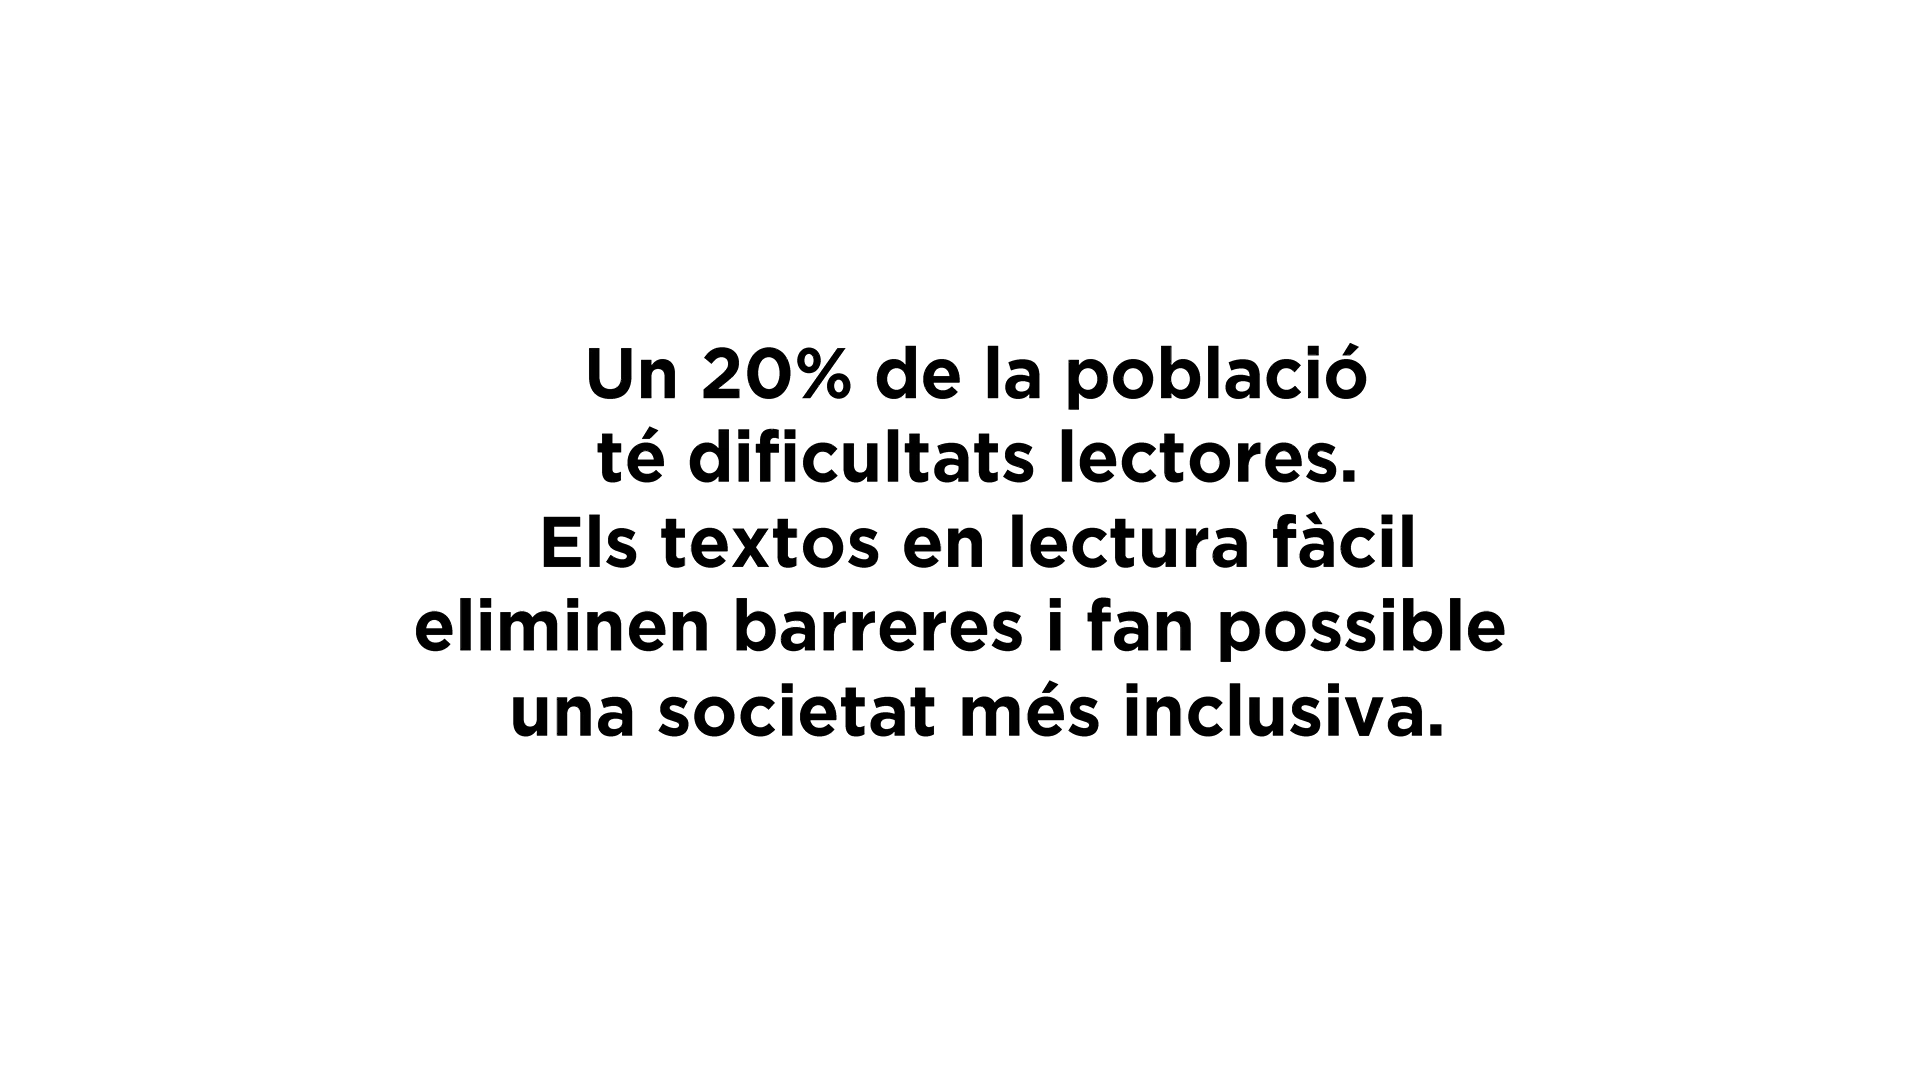 Un 20% de la població
té dificultats lectores.
Els textos en lectura fàcil
eliminen barreres i fan possible
una societat més inclusiva.